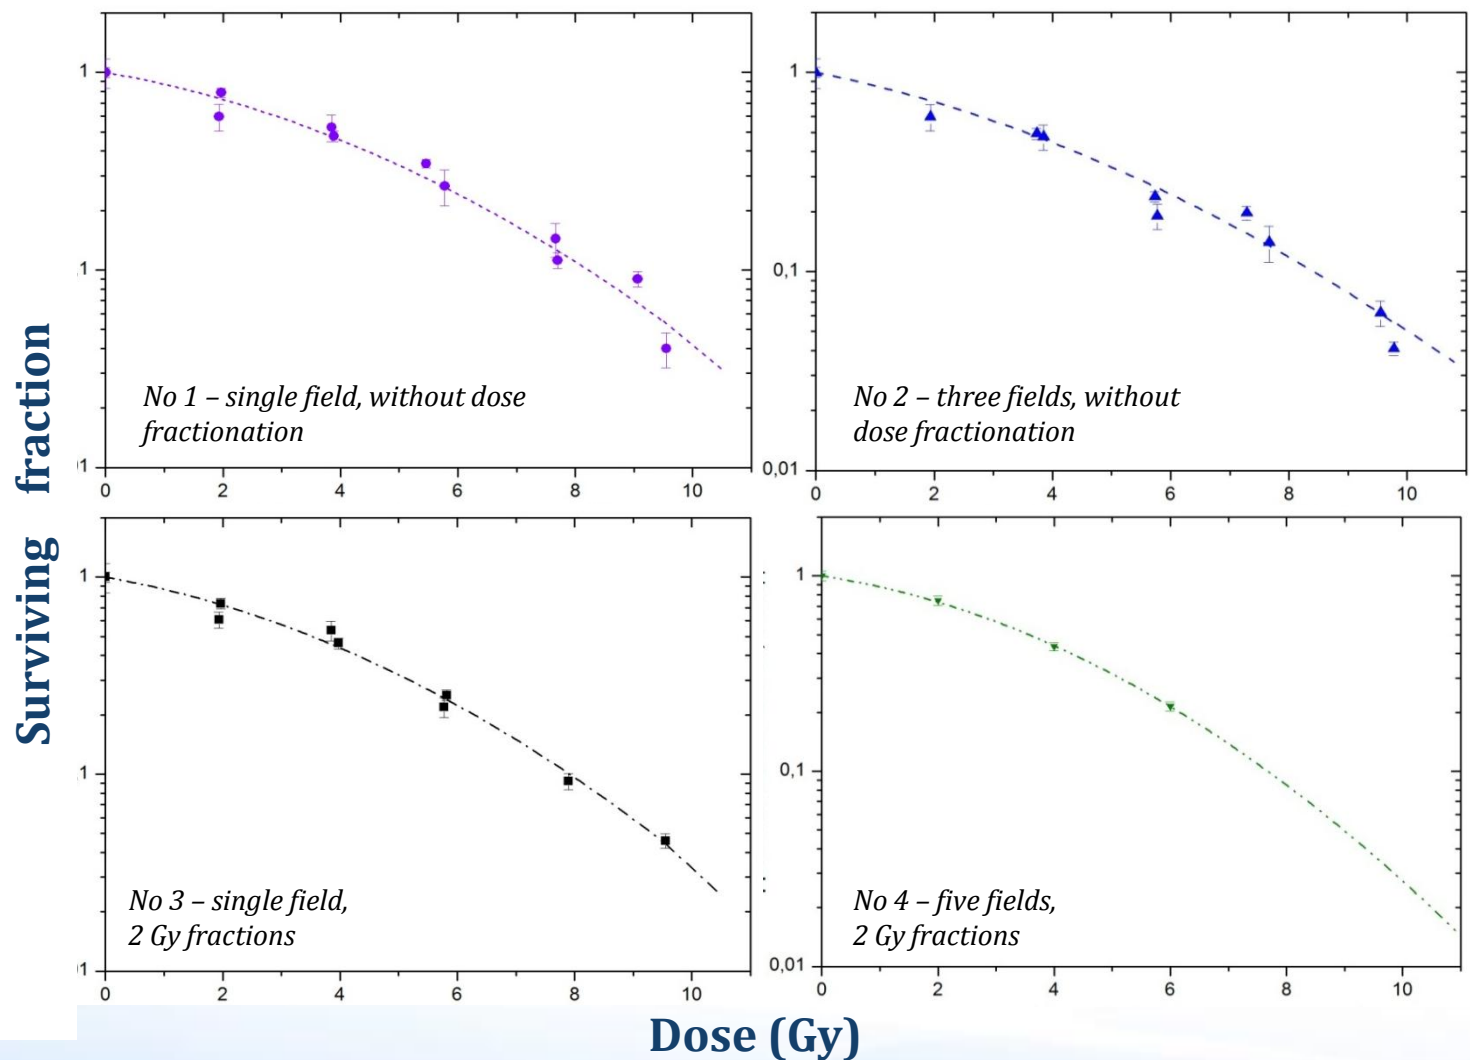 Surviving fraction
1
,1
)1
0 2 4 6 8 10
No 1 – single field, without dose
fractionation
1
0,1
0,01
0 2 4 6 8 10
No 2 – three fields, without
dose fractionation
1
,1
)1
0 2 4 6 8 10
No 3 – single field,
2 Gy fractions
1
0,1
0,01
0 2 4 6 8 10
No 4 – five fields,
2 Gy fractions
Dose (Gy)